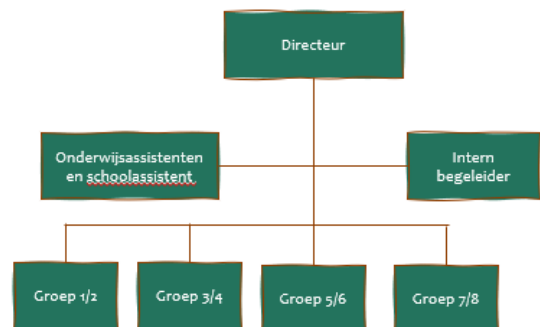 Directeur
Onderwijsassistenten
en schoolassistent
Intern
begeleider
Groep 1/2
Groep 3/4
Groep 5/6
Groep 7/8